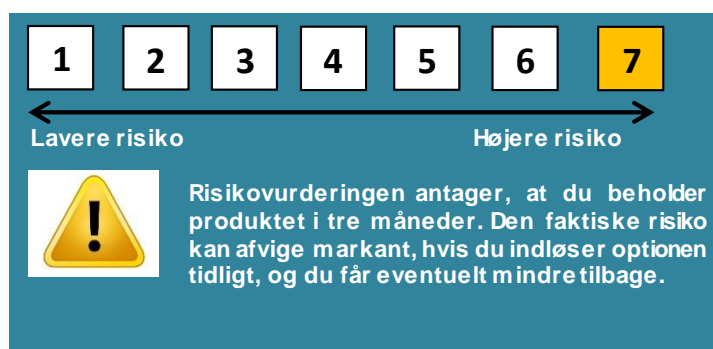 1 2 3 4 5 6 7
Lavere risiko Højere risiko
Risikovurderingen antager, at du beholder
produktet i tre måneder. Den faktiske risiko
kan afvige markant, hvis du indløser optionen
tidligt, og du får eventuelt mindre tilbage.